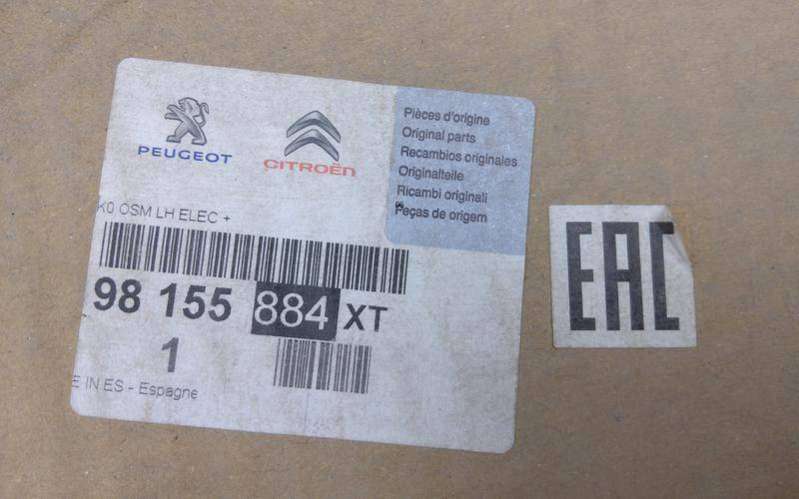 PEUGEOT
CITROËN
Pièces d'origine
Original parts
Recambios originales
Originalteile
Ricambi originali
Peças de origem
K0 OSM LH ELEC +
98 155 884 XT
1
E IN ES - Espagne
EAC